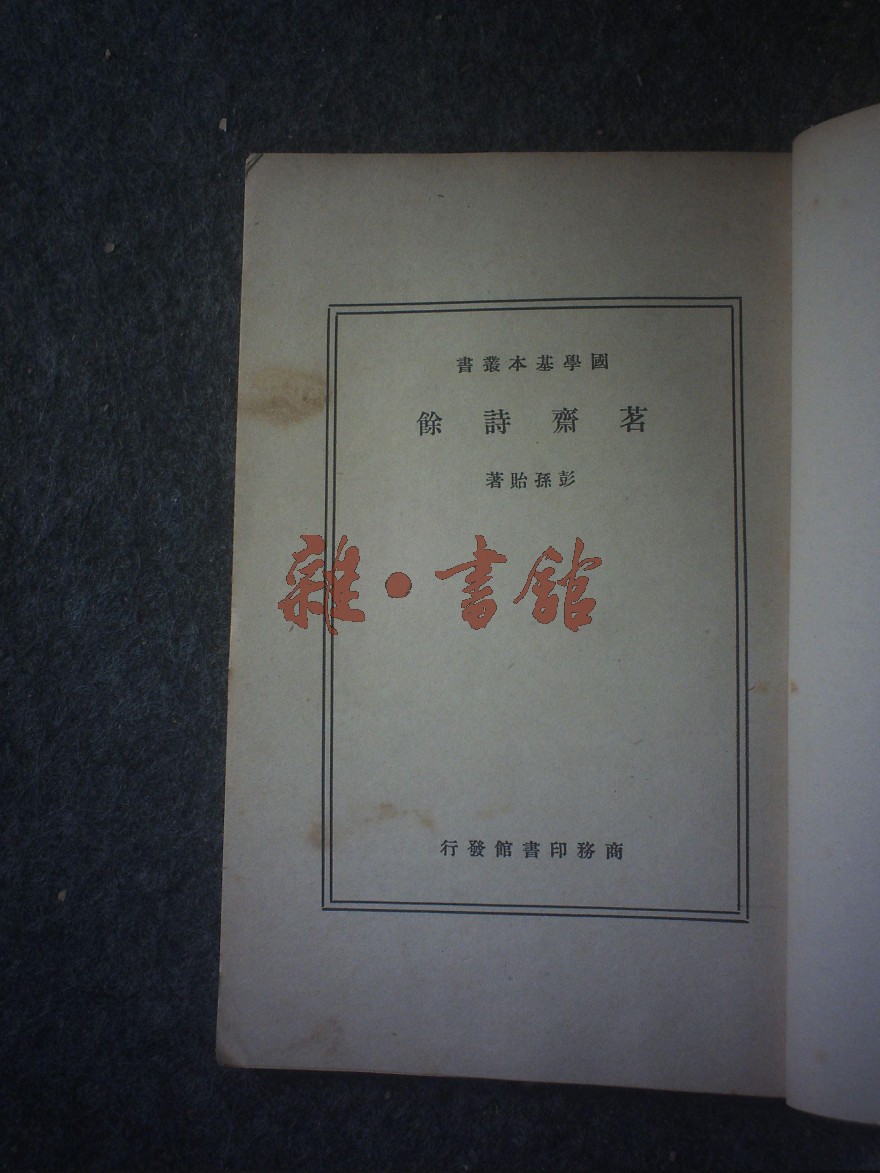 國學基本叢書
茗齋詩餘
彭孫貽著
雜·書館
商務印書館發行